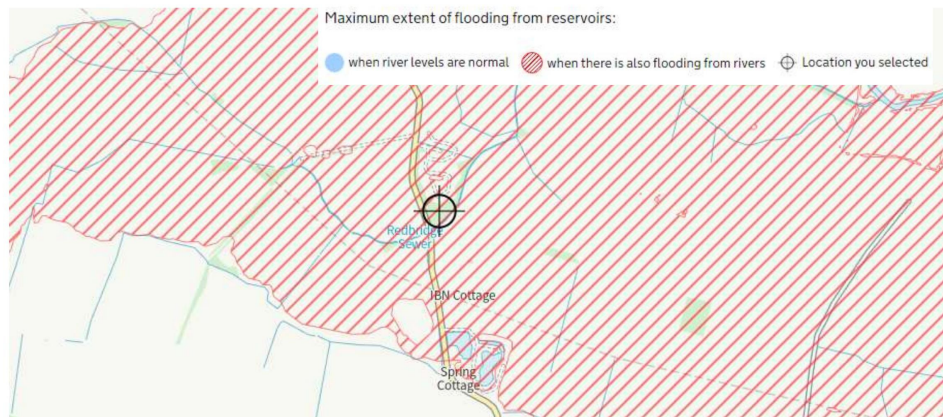 Maximum extent of flooding from reservoirs:
when river levels are normal
when there is also flooding from rivers
Location you selected
Redbridge
Sewer
IBN Cottage
Spring
Cottage